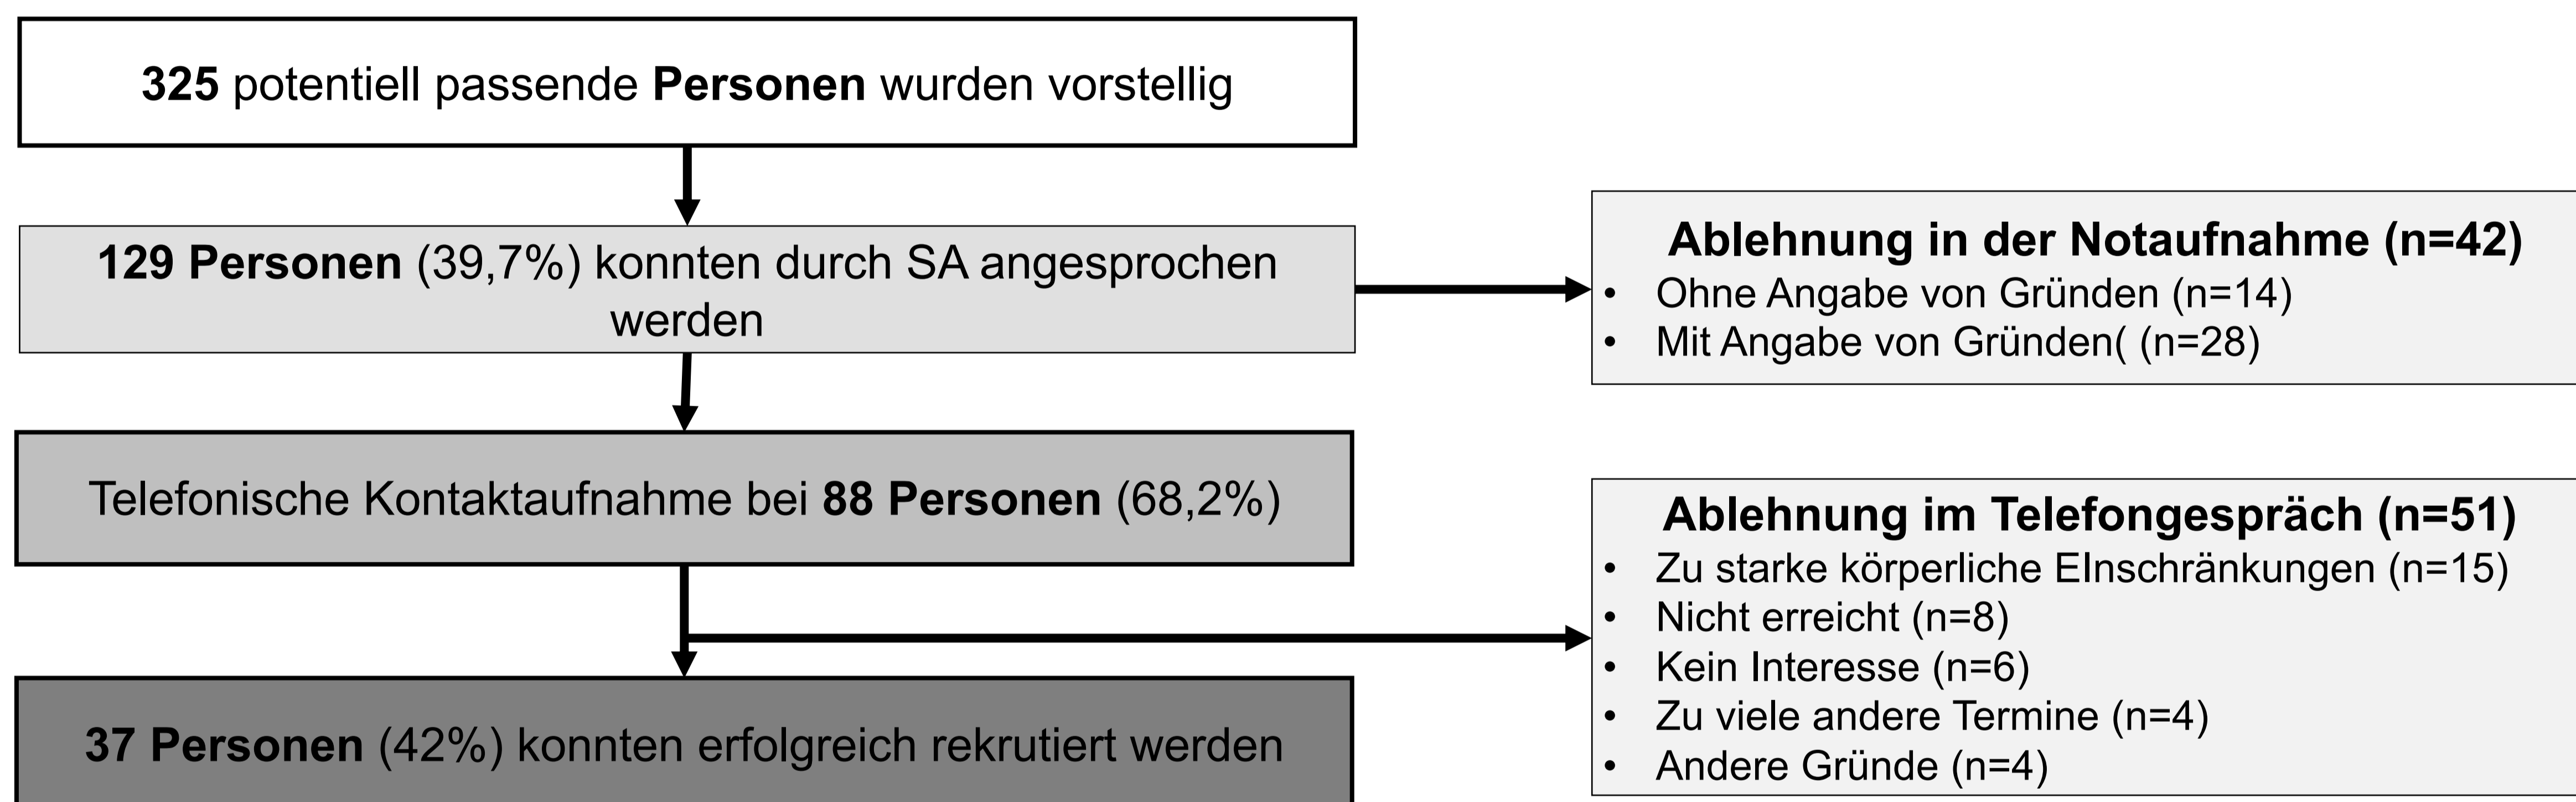 325 potentiell passende Personen wurden vorstellig
129 Personen (39,7%) konnten durch SA angesprochen
werden
Ablehnung in der Notaufnahme (n=42)
• Ohne Angabe von Gründen (n=14)
• Mit Angabe von Gründen( (n=28)
Telefonische Kontaktaufnahme bei 88 Personen (68,2%)
Ablehnung im Telefongespräch (n=51)
• Zu starke körperliche EInschränkungen (n=15)
• Nicht erreicht (n=8)
• Kein Interesse (n=6)
• Zu viele andere Termine (n=4)
• Andere Gründe (n=4)
37 Personen (42%) konnten erfolgreich rekrutiert werden